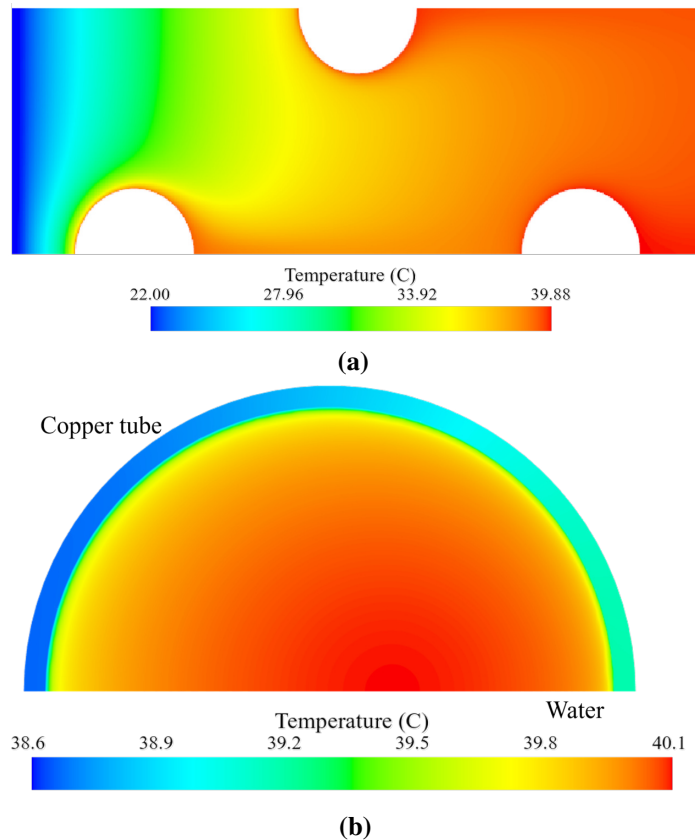 Temperature (C)
22.00 27.96 33.92 39.88
(a)
Copper tube
Water
Temperature (C)
38.6 38.9 39.2 39.5 39.8 40.1
(b)